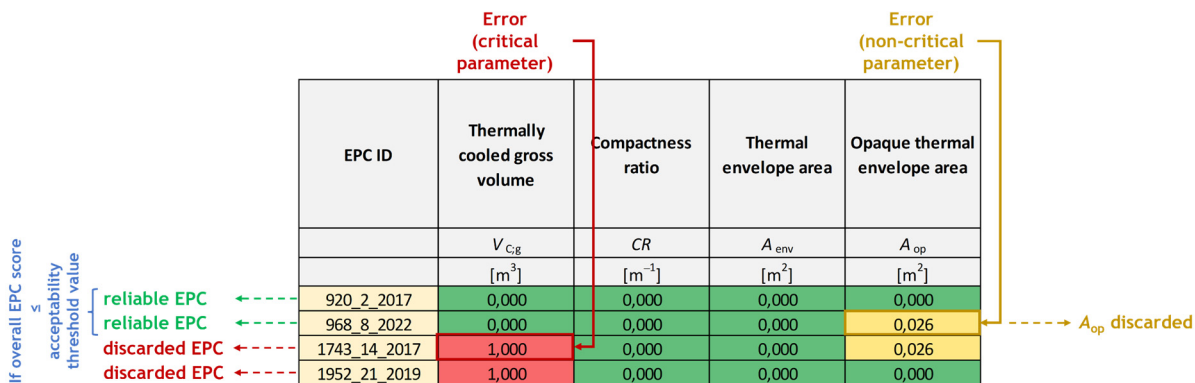 Error
(critical
parameter)
Error
(non-critical
parameter)
EPC ID
Thermally
cooled gross
volume
Compactness
ratio
Thermal
envelope area
Opaque thermal
envelope area
V C;g
CR
A env
A op
[m³]
[m⁻¹]
[m²]
[m²]
If overall EPC score
≤
acceptability
threshold value
reliable EPC
920_2_2017 0,000 0,000 0,000 0,000
reliable EPC
968_8_2022 0,000 0,000 0,000 0,026
Aop discarded
discarded EPC
1743_14_2017 1,000 0,000 0,000 0,026
discarded EPC
1952_21_2019 1,000 0,000 0,000 0,000